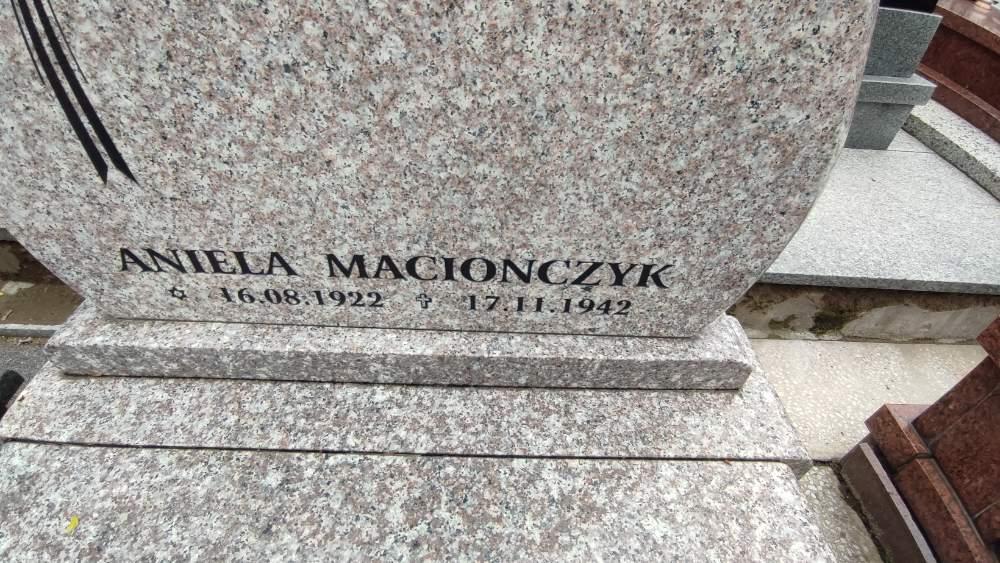 ANIELA MACIONCZYK
✡ 16.08.1922 ✝ 17.11.1942